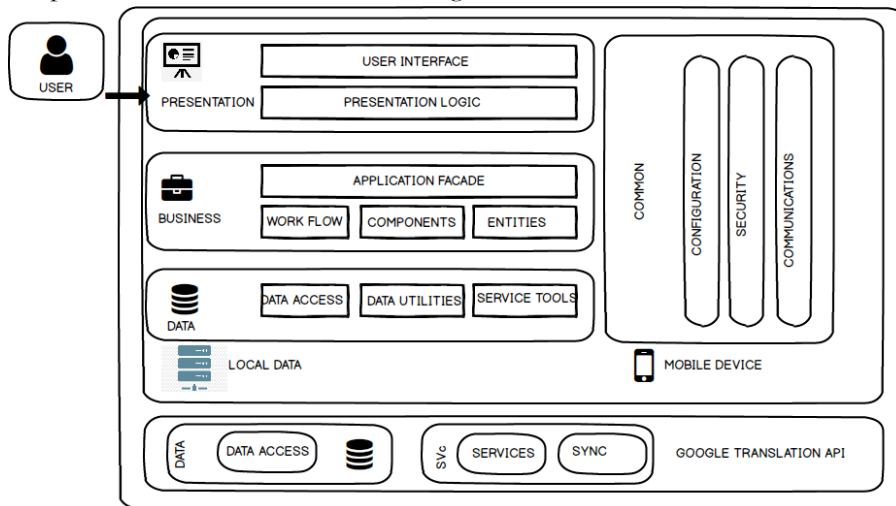 USER
PRESENTATION
USER INTERFACE
PRESENTATION LOGIC
BUSINESS
APPLICATION FACADE
WORK FLOW
COMPONENTS
ENTITIES
DATA
DATA ACCESS
DATA UTILITIES
SERVICE TOOLS
LOCAL DATA
MOBILE DEVICE
COMMON
CONFIGURATION
SECURITY
COMMUNICATIONS
DATA
DATA ACCESS
SVc
SERVICES
SYNC
GOOGLE TRANSLATION API